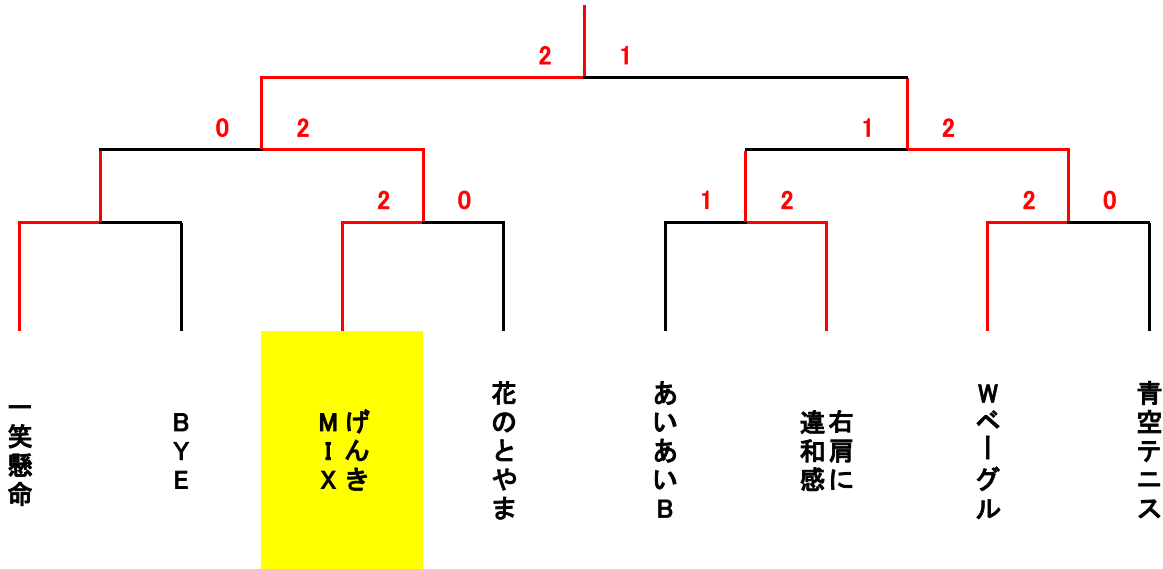 2 1
0 2 1 2
2 0 1 2 2 0
一笑懸命
BYE
げんき
MIX
花のとやま
あいあいB
右肩に
違和感
Wベーグル
青空テニス